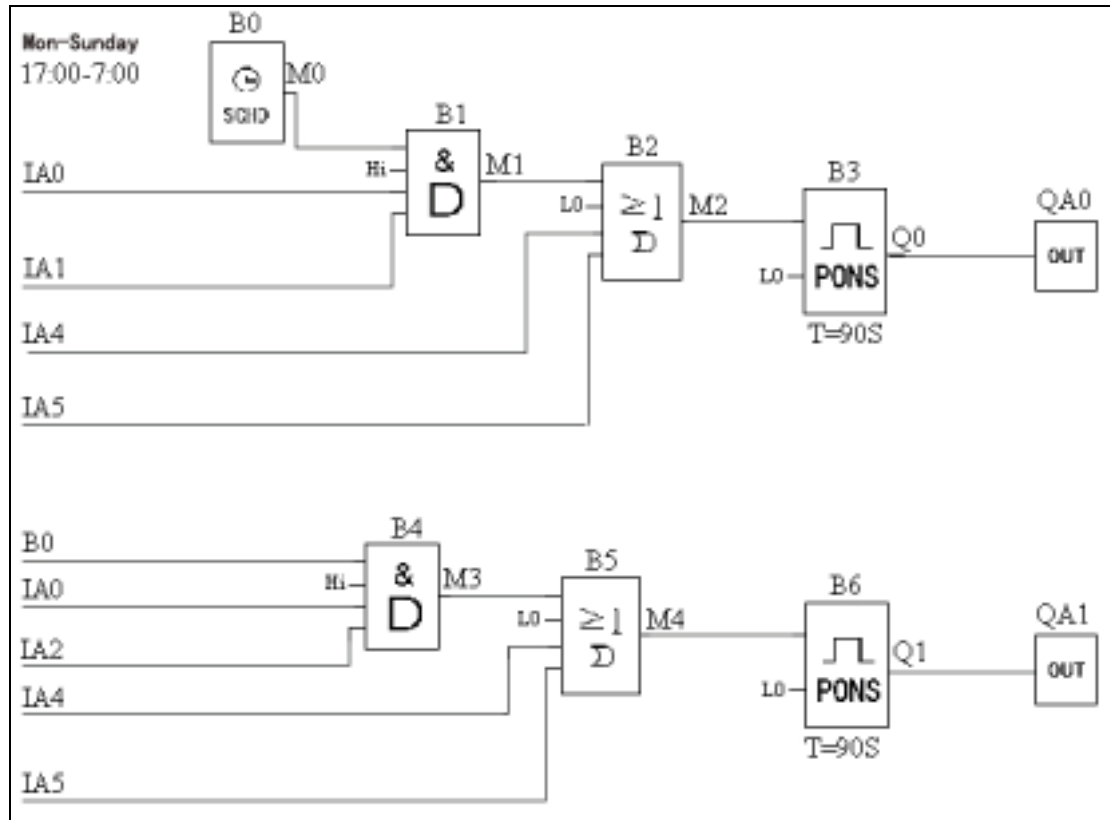 B0
Mon-Sunday
17:00-7:00
M0
SCHD
B1
&
Hi
M1
IA0
B2
≥1
L0
M2
B3
PONS
L0
T=90S
Q0
QA0
OUT
IA1
IA4
IA5
B0
B4
&
Hi
M3
IA0
B5
≥1
L0
M4
B6
PONS
L0
T=90S
Q1
QA1
OUT
IA2
IA4
IA5